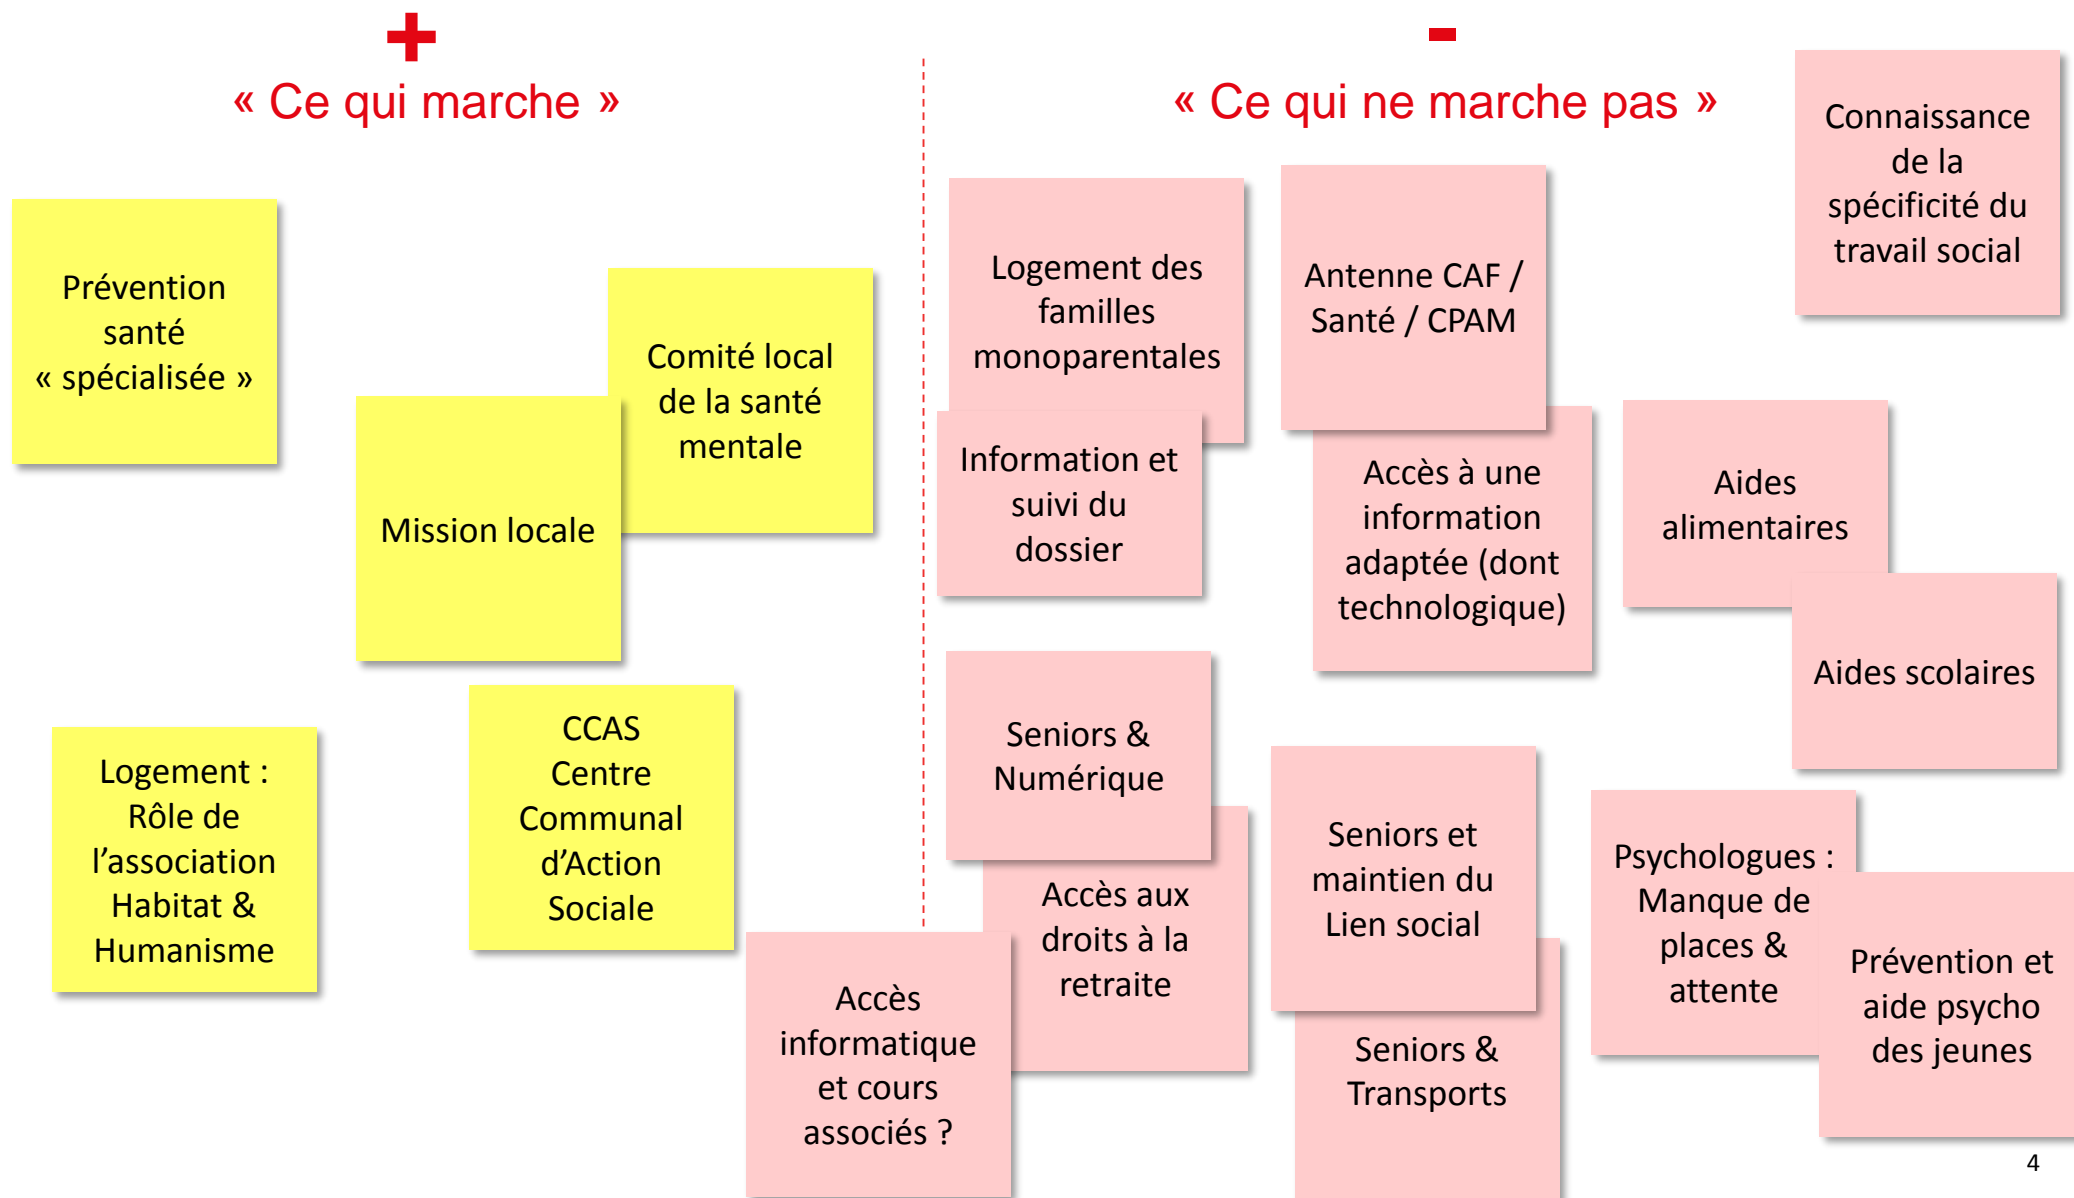 +
« Ce qui marche »
Prévention
santé
« spécialisée »
Comité local
de la santé
mentale
Mission locale
Logement :
Rôle de
l’association
Habitat &
Humanisme
CCAS
Centre
Communal
d’Action
Sociale
-
« Ce qui ne marche pas »
Connaissance
de la
spécificité du
travail social
Logement des
familles
monoparentales
Antenne CAF /
Santé / CPAM
Information et
suivi du
dossier
Accès à une
information
adaptée (dont
technologique)
Aides
alimentaires
Aides scolaires
Seniors &
Numérique
Accès aux
droits à la
retraite
Accès
informatique
et cours
associés ?
Seniors et
maintien du
Lien social
Seniors &
Transports
Psychologues :
Manque de
places &
attente
Prévention et
aide psycho
des jeunes
4